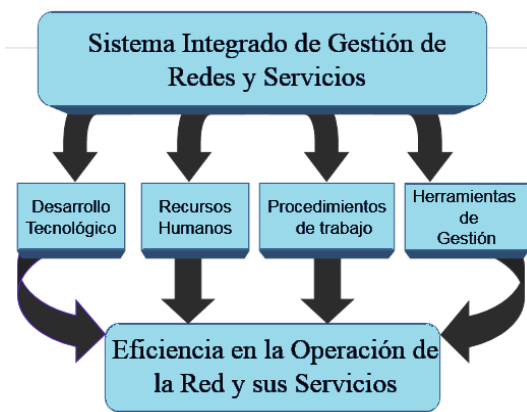 Sistema Integrado de Gestión de
Redes y Servicios
Desarrollo
Tecnológico
Recursos
Humanos
Procedimientos
de trabajo
Herramientas
de
Gestión
Eficiencia en la Operación de
la Red y sus Servicios